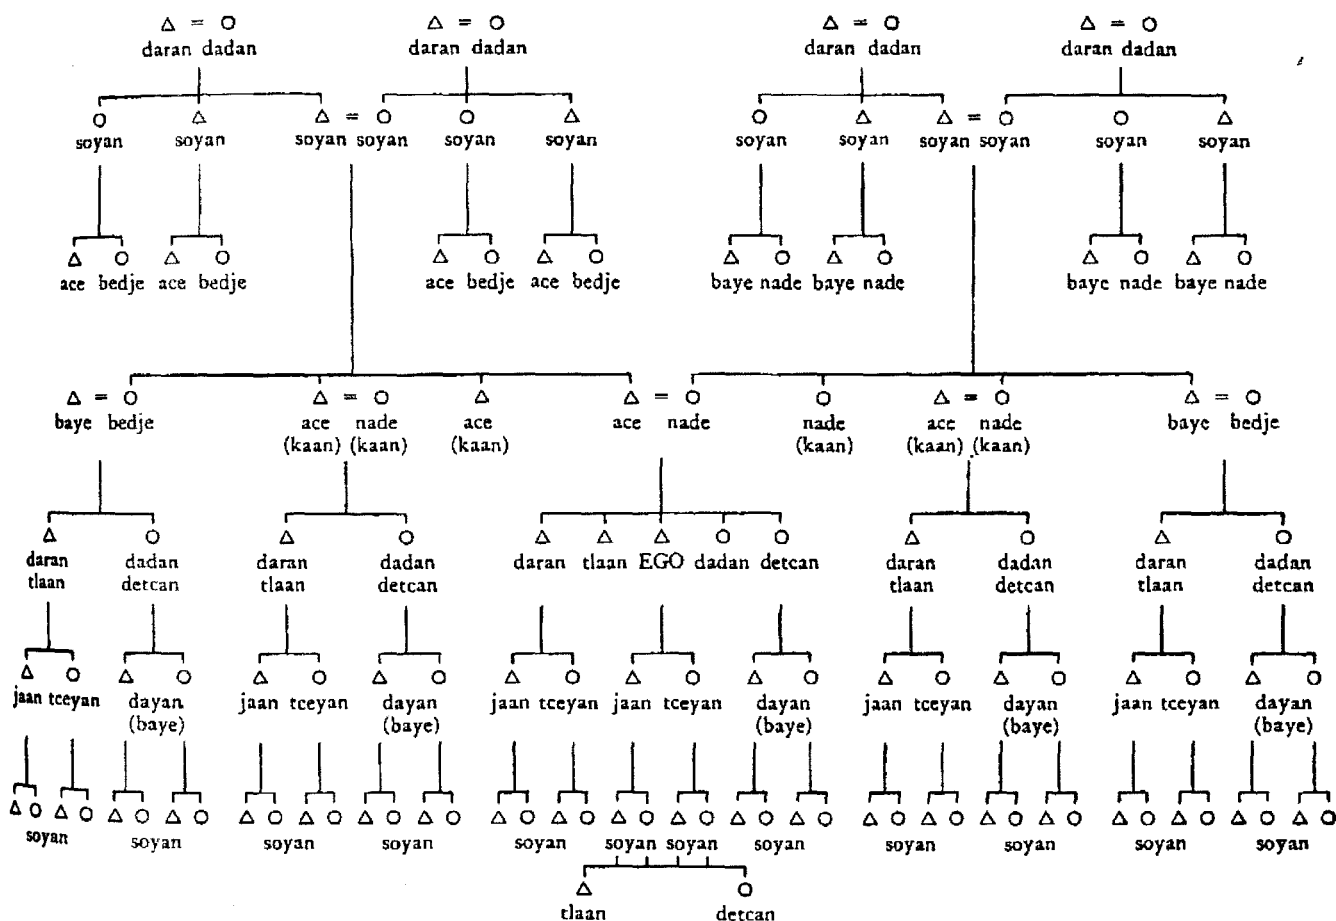 daran dadan daran dadan daran dadan daran dadan
soyan soyan soyan soyan soyan soyan soyan soyan soyan soyan soyan soyan
ace bedje ace bedje ace bedje ace bedje baye nade baye nade baye nade baye nade
baye bedje ace nade ace ace nade nade ace nade baye bedje
(kaan) (kaan) (kaan) (kaan) (kaan) (kaan)
daran dadan daran dadan daran tlaan EGO dadan detcan daran dadan daran dadan
tlaan detcan tlaan detcan tlaan detcan tlaan detcan
jaan tceyan dayan jaan tceyan dayan jaan tceyan jaan tceyan dayan jaan tceyan dayan jaan tceyan dayan
(baye) (baye) (baye) (baye) (baye)
soyan soyan soyan soyan soyan soyan soyan soyan soyan soyan soyan soyan
tlaan detcan